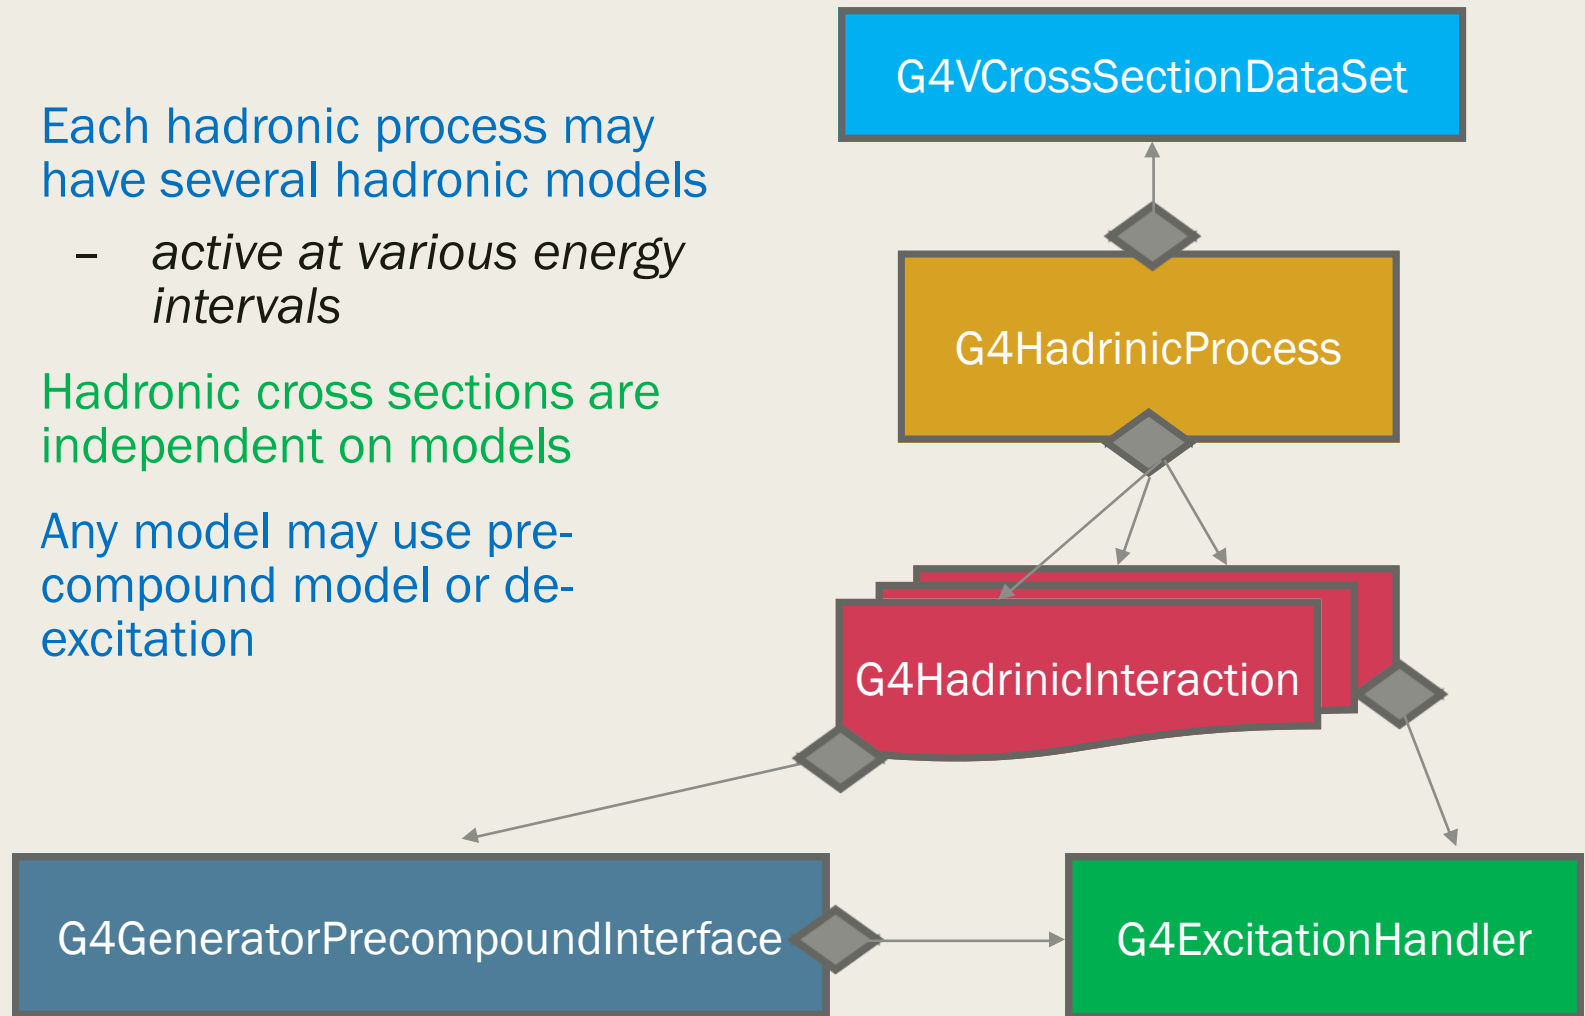 Each hadronic process may
have several hadronic models
– active at various energy
intervals
Hadronic cross sections are
independent on models
Any model may use pre-
compound model or de-
excitation
G4VCrossSectionDataSet
G4HadrinicProcess
G4HadrinicInteraction
G4GeneratorPrecompoundInterface
G4ExcitationHandler